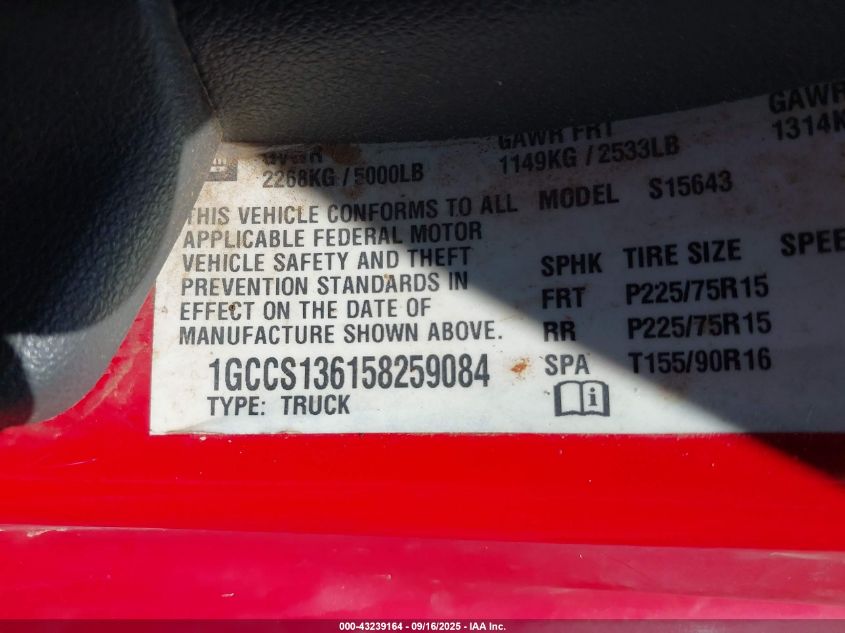 GVWR
2268KG / 5000LB
GAWR FRT
1149KG / 2533LB
GAWR
1314K
THIS VEHICLE CONFORMS TO ALL
APPLICABLE FEDERAL MOTOR
VEHICLE SAFETY AND THEFT
PREVENTION STANDARDS IN
EFFECT ON THE DATE OF
MANUFACTURE SHOWN ABOVE.
1GCCS136158259084
TYPE: TRUCK
MODEL S15643
SPHK TIRE SIZE SPEE
FRT P225/75R15
RR P225/75R15
SPA T155/90R16
i
000-43239164 - 09/16/2025 - IAA Inc.